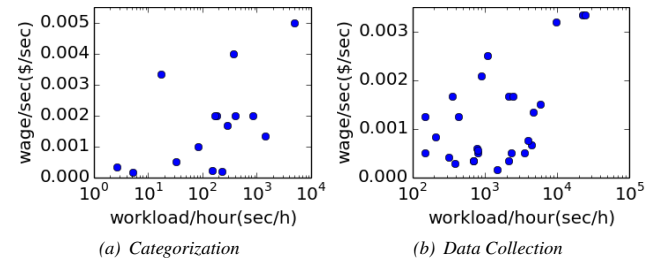 0.005
0.004
0.003
0.002
0.001
0.000
wage/sec($/sec)
10^0 10^1 10^2 10^3 10^4
workload/hour(sec/h)
(a) Categorization
0.003
0.002
0.001
0.000
wage/sec($/sec)
10^2 10^3 10^4 10^5
workload/hour(sec/h)
(b) Data Collection